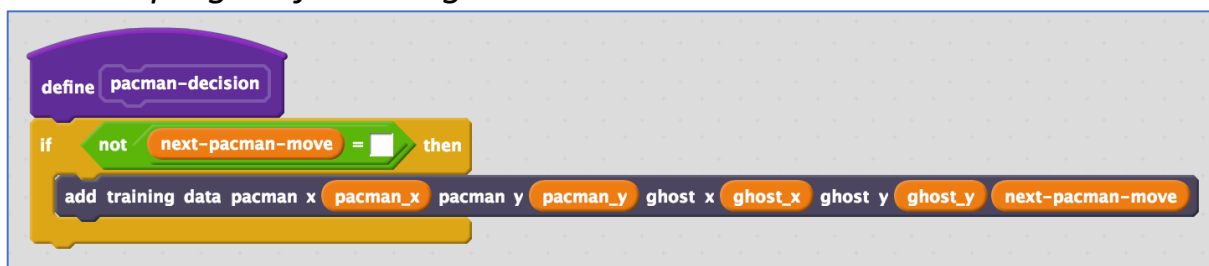 define pacman-decision
if not next-pacman-move = then
add training data pacman x pacman_x pacman y pacman_y ghost x ghost_x ghost y ghost_y next-pacman-move